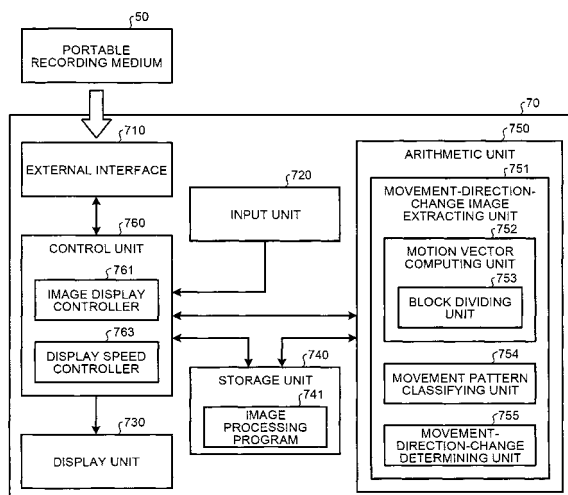 50
PORTABLE
RECORDING MEDIUM
70
710
EXTERNAL INTERFACE
720
INPUT UNIT
760
CONTROL UNIT
761
IMAGE DISPLAY
CONTROLLER
763
DISPLAY SPEED
CONTROLLER
740
STORAGE UNIT
741
IMAGE
PROCESSING
PROGRAM
730
DISPLAY UNIT
750
ARITHMETIC UNIT
751
MOVEMENT-DIRECTION-
CHANGE IMAGE
EXTRACTING UNIT
752
MOTION VECTOR
COMPUTING UNIT
753
BLOCK DIVIDING
UNIT
754
MOVEMENT PATTERN
CLASSIFYING UNIT
755
MOVEMENT-
DIRECTION-CHANGE
DETERMINING UNIT